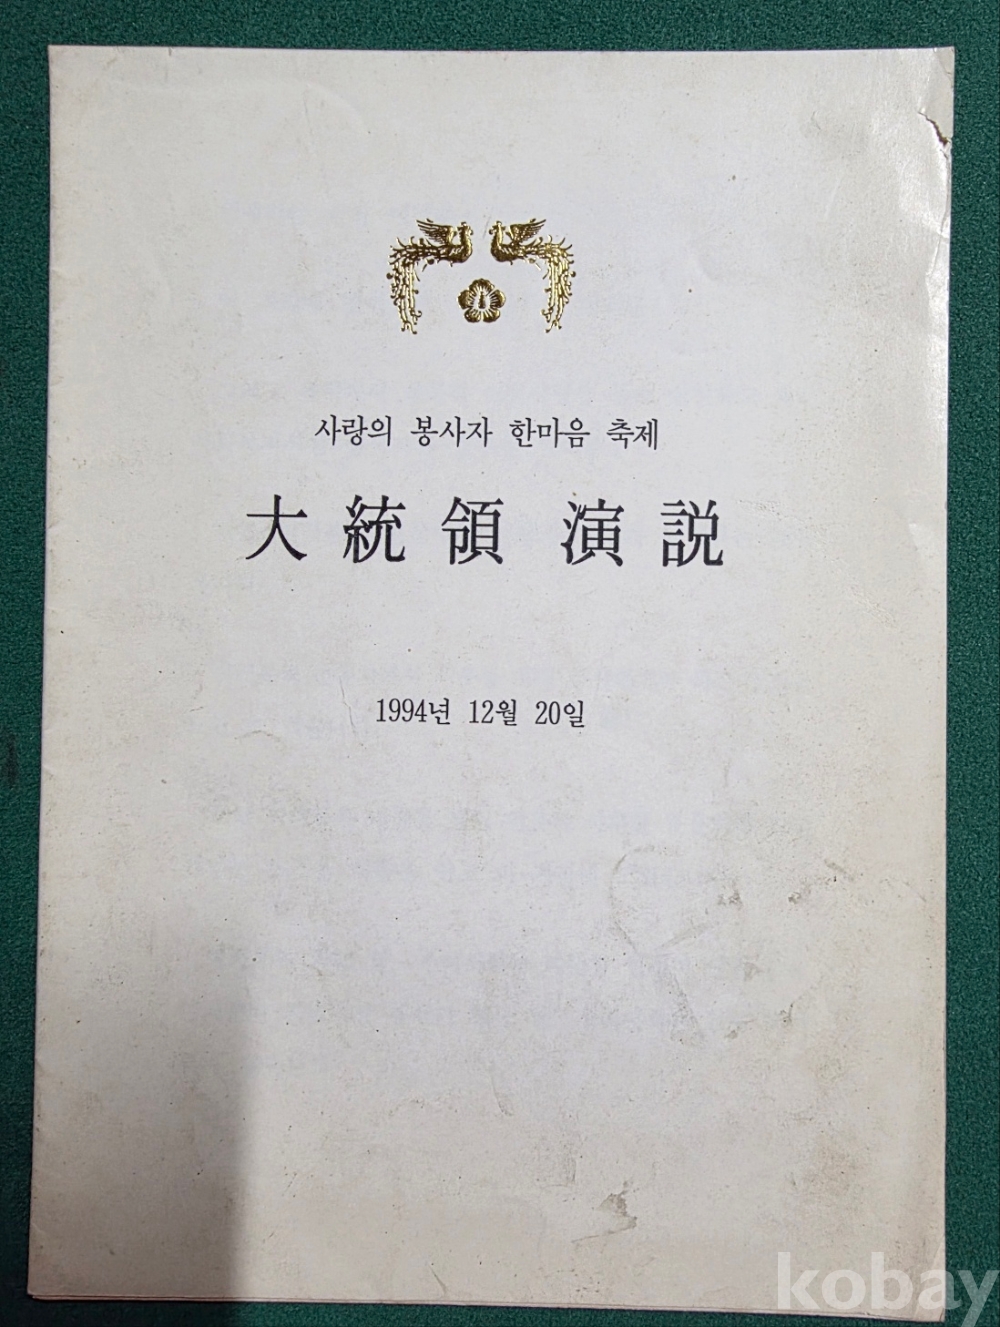 사랑의 봉사자 한마음 축제
大統領 演説
1994년 12월 20일
kobay